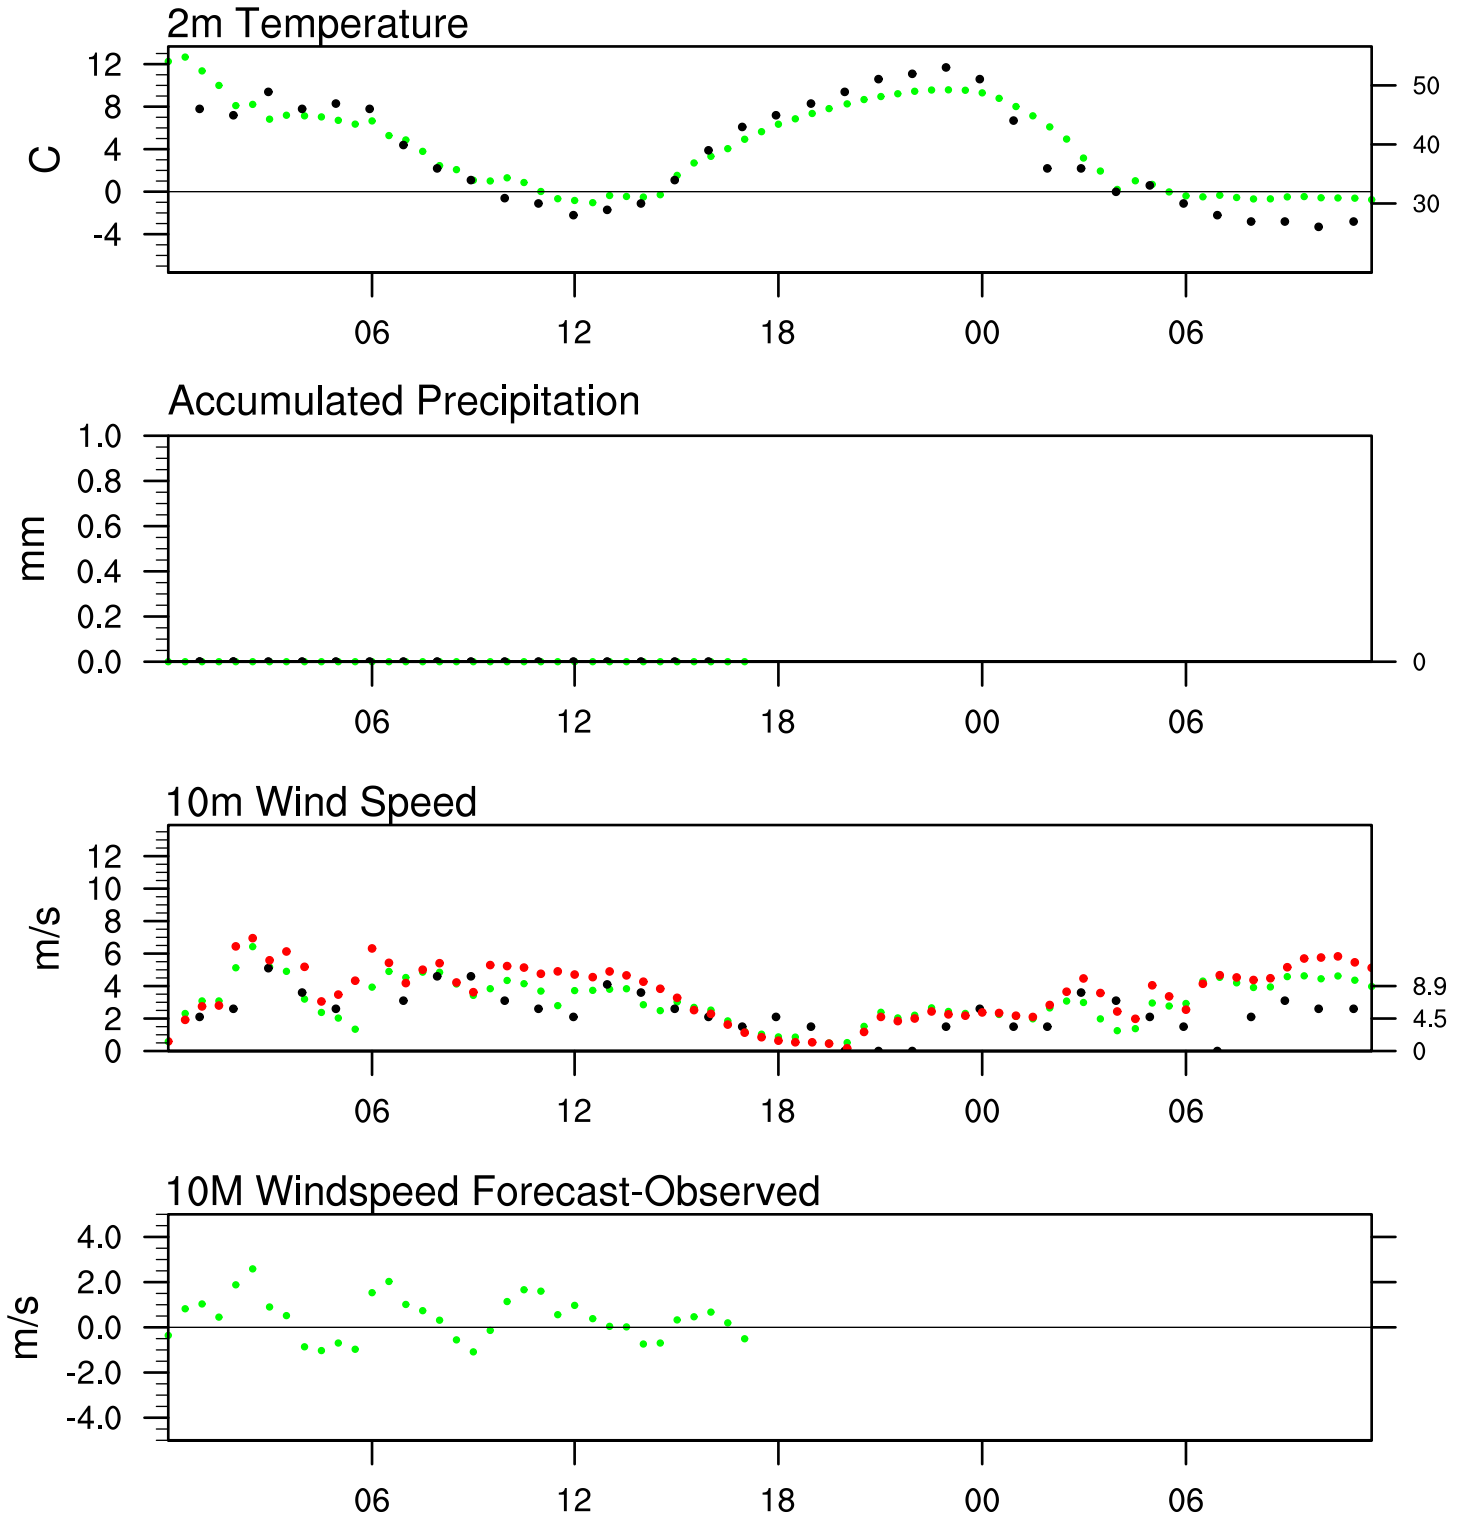 2m Temperature
12
8
4
0
-4
C
50
40
30
06 12 18 00 06
Accumulated Precipitation
1.0
0.8
0.6
0.4
0.2
0.0
mm
0
06 12 18 00 06
10m Wind Speed
12
10
8
6
4
2
0
m/s
8.9
4.5
0
06 12 18 00 06
10M Windspeed Forecast-Observed
4.0
2.0
0.0
-2.0
-4.0
m/s
06 12 18 00 06